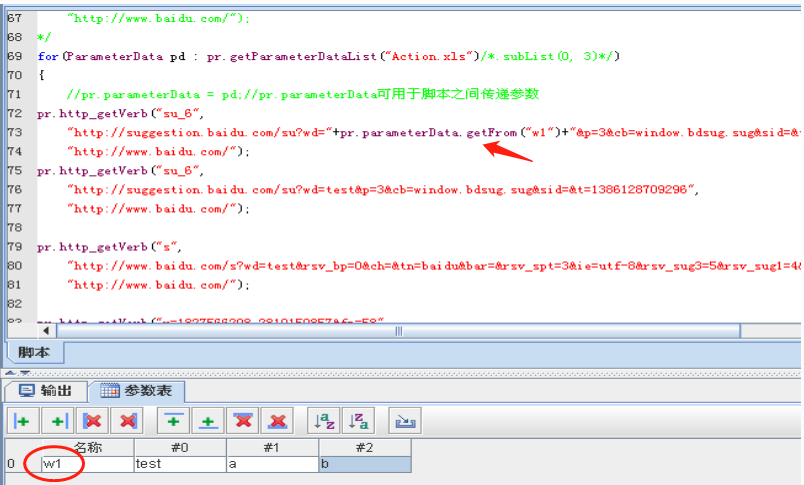 67 "http://www.baidu.com/");
68 */
69 for(ParameterData pd : pr.getParameterDataList("Action.xls")/*.subList(0, 3)*/)
70 {
71 //pr.parameterData = pd;//pr.parameterData可用于脚本之间传递参数
72 pr.http_getVerb("su_6",
73 "http://suggestion.baidu.com/su?wd="+pr.parameterData.getFrom("w1")+"&p=3&cb=window.bdsug.sug&sid=&
74 "http://www.baidu.com/");
75 pr.http_getVerb("su_6",
76 "http://suggestion.baidu.com/su?wd=test&p=3&cb=window.bdsug.sug&sid=&t=1386128709296",
77 "http://www.baidu.com/");
78
79 pr.http_getVerb("s",
80 "http://www.baidu.com/s?wd=test&rsv_bp=0&ch=&tn=baidu&bar=&rsv_spt=3&ie=utf-8&rsv_sug3=5&rsv_sug1=4
81 "http://www.baidu.com/");
82
脚本
输出 参数表
名称 #0 #1 #2
0 w1 test a b